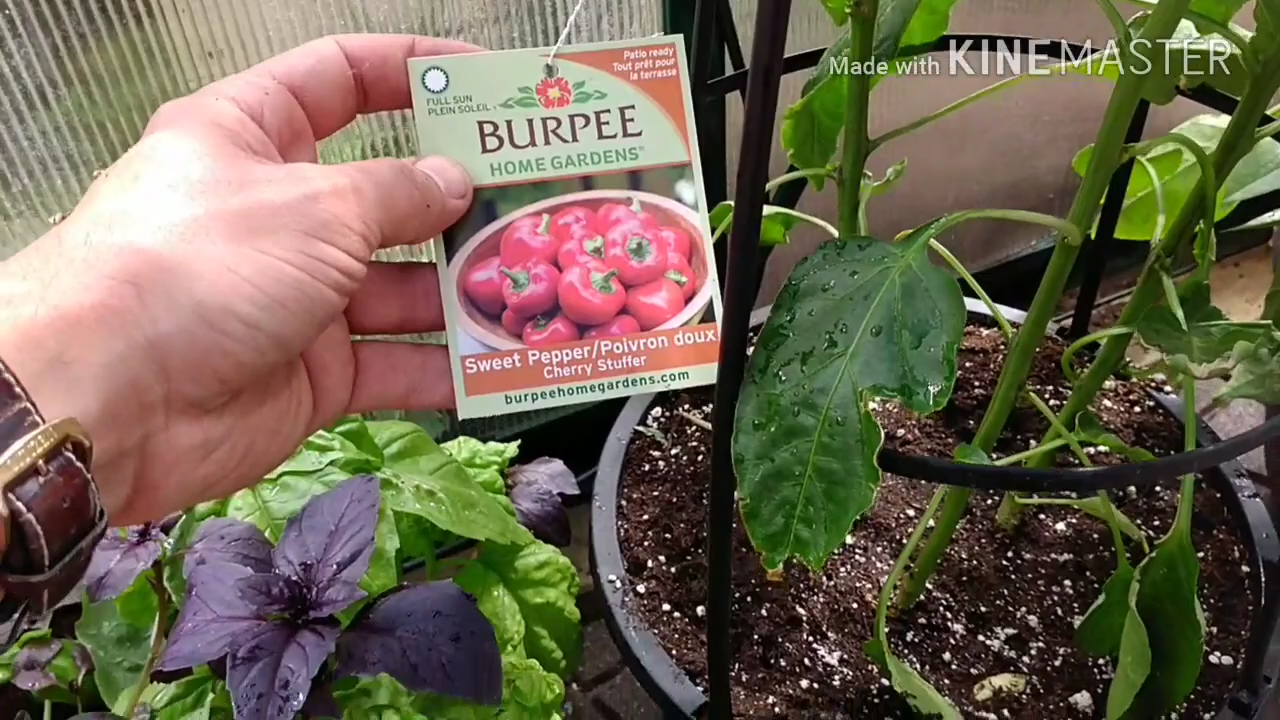 Made with KINEMASTER
Patio ready
Tout prêt pour
la terrasse
FULL SUN
PLEIN SOLEIL
BURPEE
HOME GARDENS™
Sweet Pepper/Poivron doux
Cherry Stuffer
burpeehomegardens.com